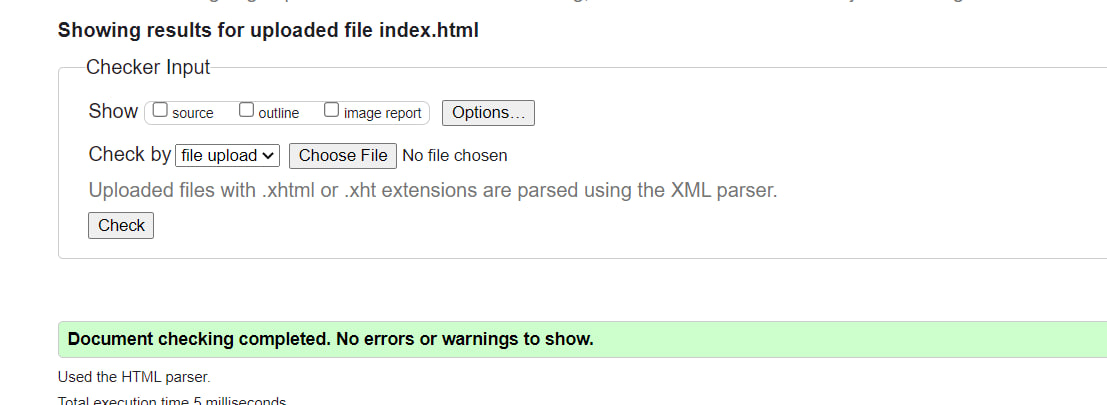 Showing results for uploaded file index.html
Checker Input
Show source outline image report Options...
Check by file upload Choose File No file chosen
Uploaded files with .xhtml or .xht extensions are parsed using the XML parser.
Check
Document checking completed. No errors or warnings to show.
Used the HTML parser.
Total execution time 5 milliseconds.